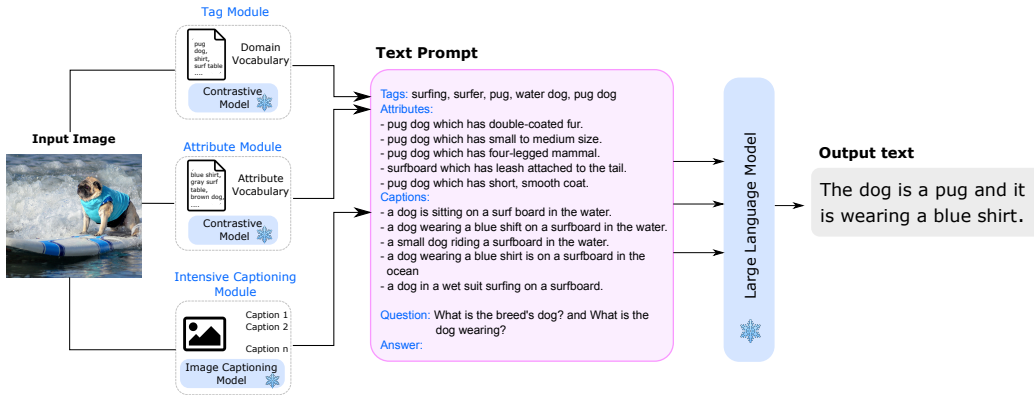 Tag Module
pug
dog,
shirt,
surf table
....
Domain
Vocabulary
Contrastive
Model
Input Image
Attribute Module
blue shirt,
gray surf
table,
brown dog,
....
Attribute
Vocabulary
Contrastive
Model
Intensive Captioning
Module
Caption 1
Caption 2
Caption n
Image Captioning
Model
Text Prompt
Tags: surfing, surfer, pug, water dog, pug dog
Attributes:
- pug dog which has double-coated fur.
- pug dog which has small to medium size.
- pug dog which has four-legged mammal.
- surfboard which has leash attached to the tail.
- pug dog which has short, smooth coat.
Captions:
- a dog is sitting on a surf board in the water.
- a dog wearing a blue shift on a surfboard in the water.
- a small dog riding a surfboard in the water.
- a dog wearing a blue shirt is on a surfboard in the
ocean
- a dog in a wet suit surfing on a surfboard.
Question: What is the breed's dog? and What is the
dog wearing?
Answer:
Large Language Model
Output text
The dog is a pug and it
is wearing a blue shirt.